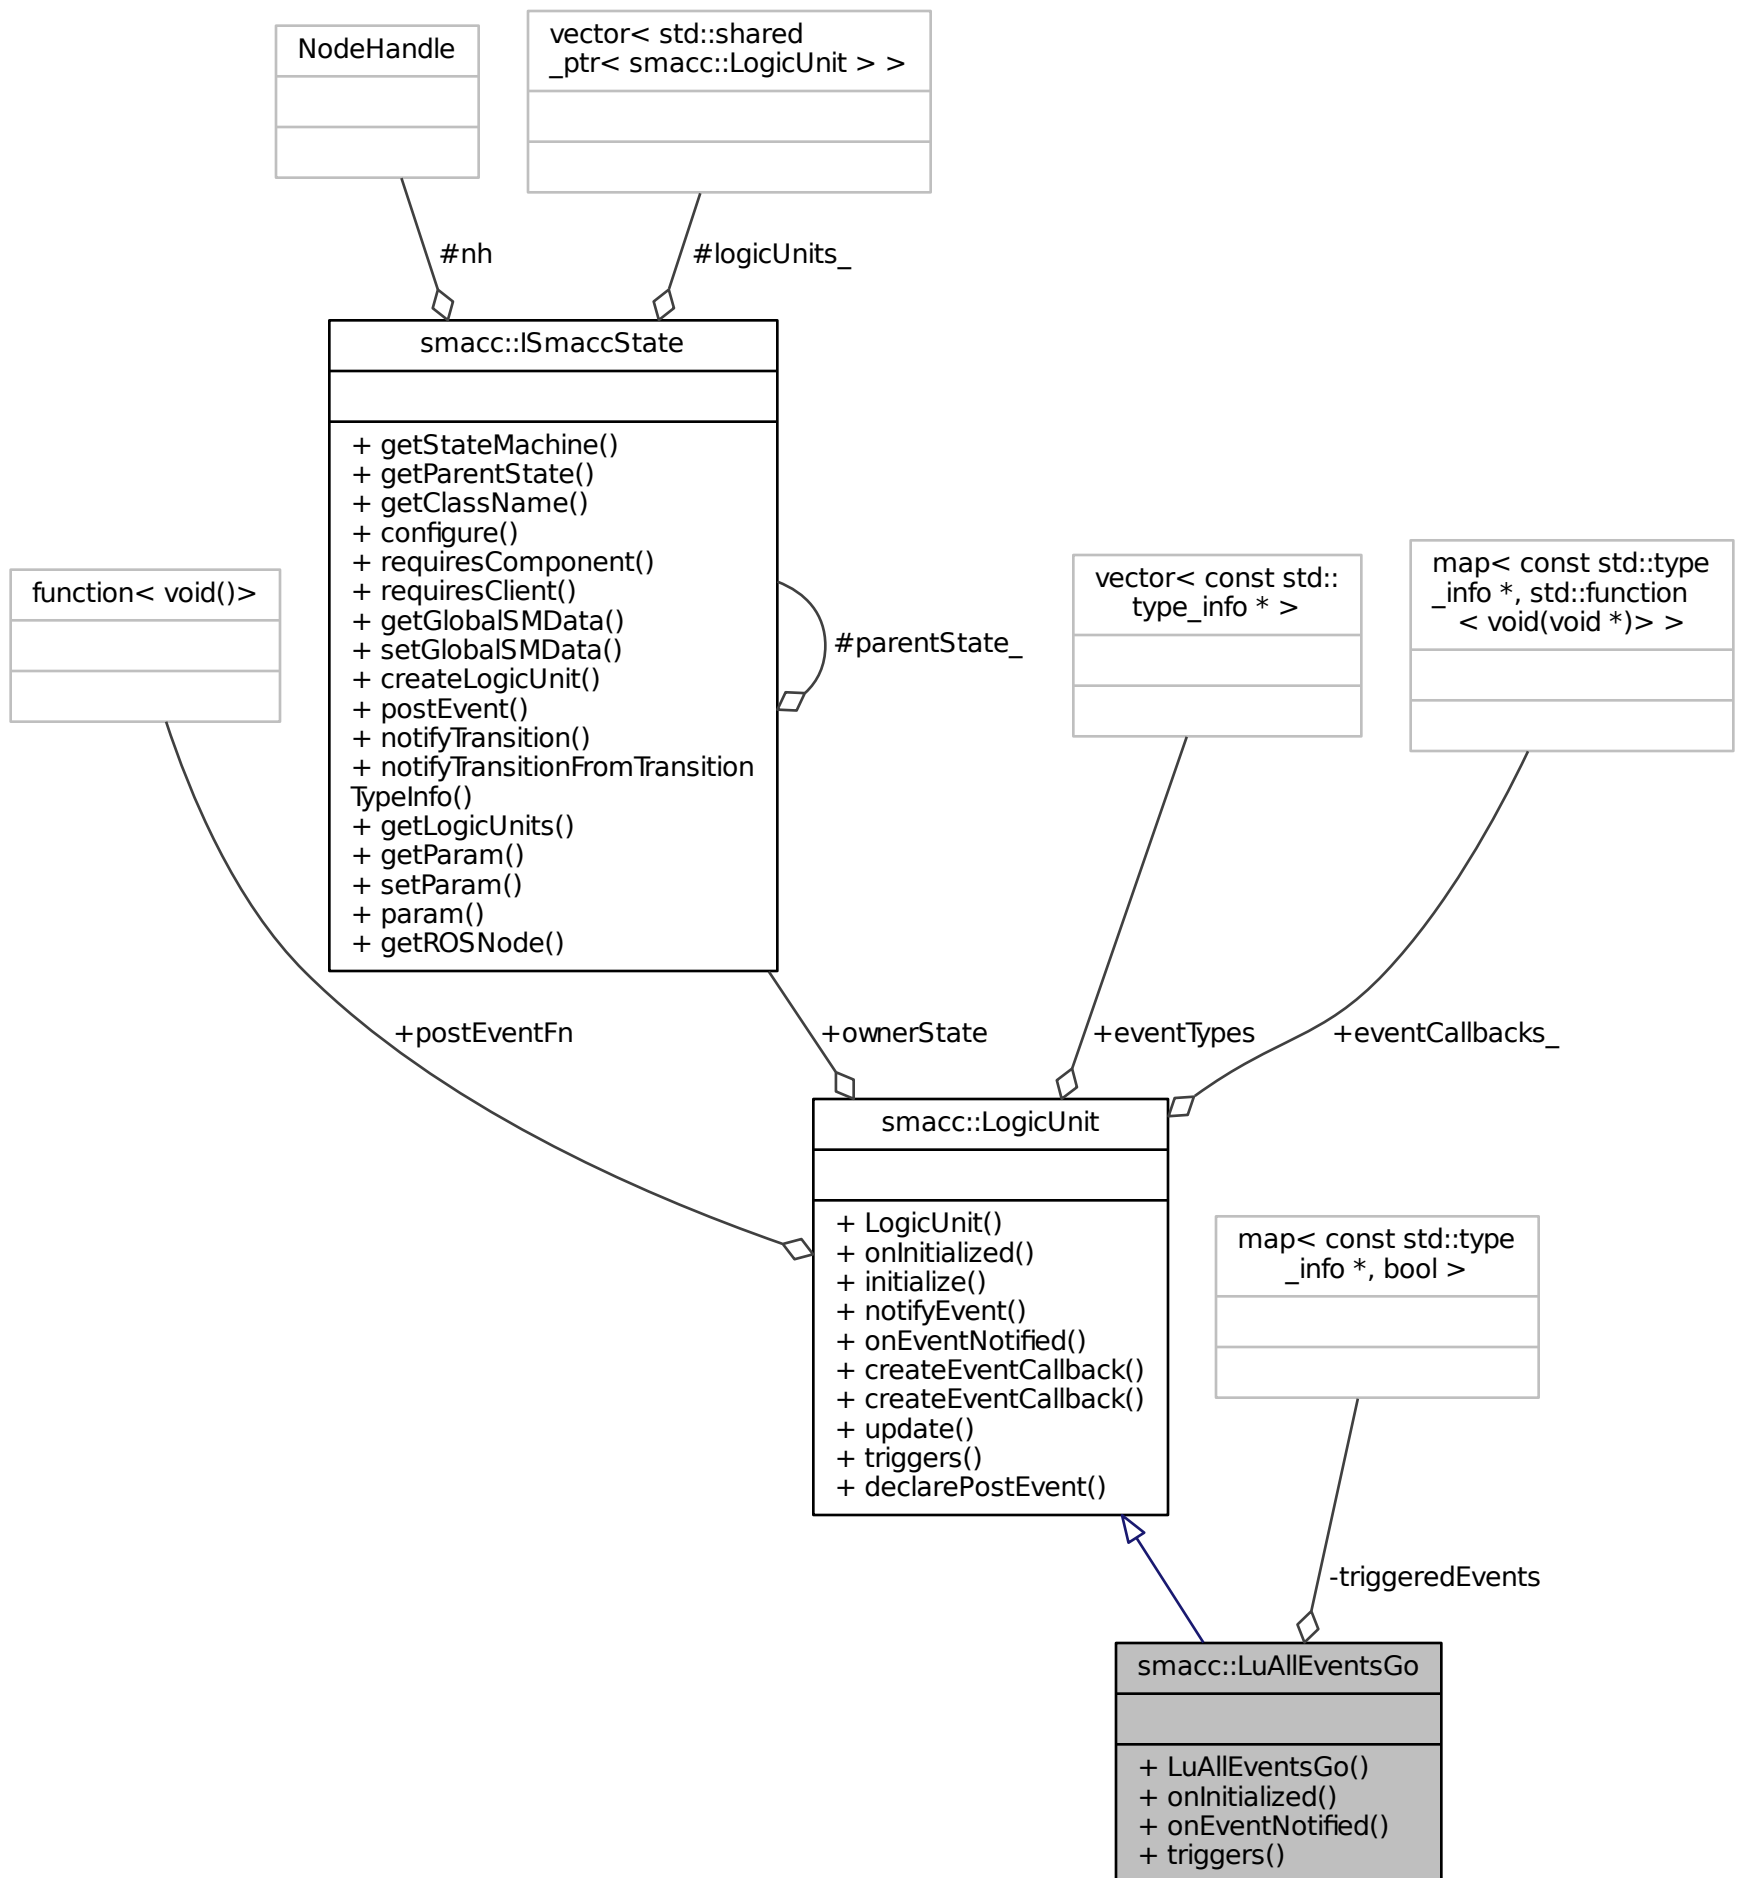 NodeHandle
vector< std::shared
_ptr< smacc::LogicUnit > >
#nh
#logicUnits_
smacc::ISmaccState
+ getStateMachine()
+ getParentState()
+ getClassName()
+ configure()
+ requiresComponent()
+ requiresClient()
+ getGlobalSMData()
+ setGlobalSMData()
+ createLogicUnit()
+ postEvent()
+ notifyTransition()
+ notifyTransitionFromTransition
TypeInfo()
+ getLogicUnits()
+ getParam()
+ setParam()
+ param()
+ getROSNode()
#parentState_
function< void()>
vector< const std::
type_info * >
map< const std::type
_info *, std::function
< void(void *)> >
+postEventFn
+ownerState
+eventTypes
+eventCallbacks_
smacc::LogicUnit
+ LogicUnit()
+ onInitialized()
+ initialize()
+ notifyEvent()
+ onEventNotified()
+ createEventCallback()
+ createEventCallback()
+ update()
+ triggers()
+ declarePostEvent()
map< const std::type
_info *, bool >
-triggeredEvents
smacc::LuAllEventsGo
+ LuAllEventsGo()
+ onInitialized()
+ onEventNotified()
+ triggers()